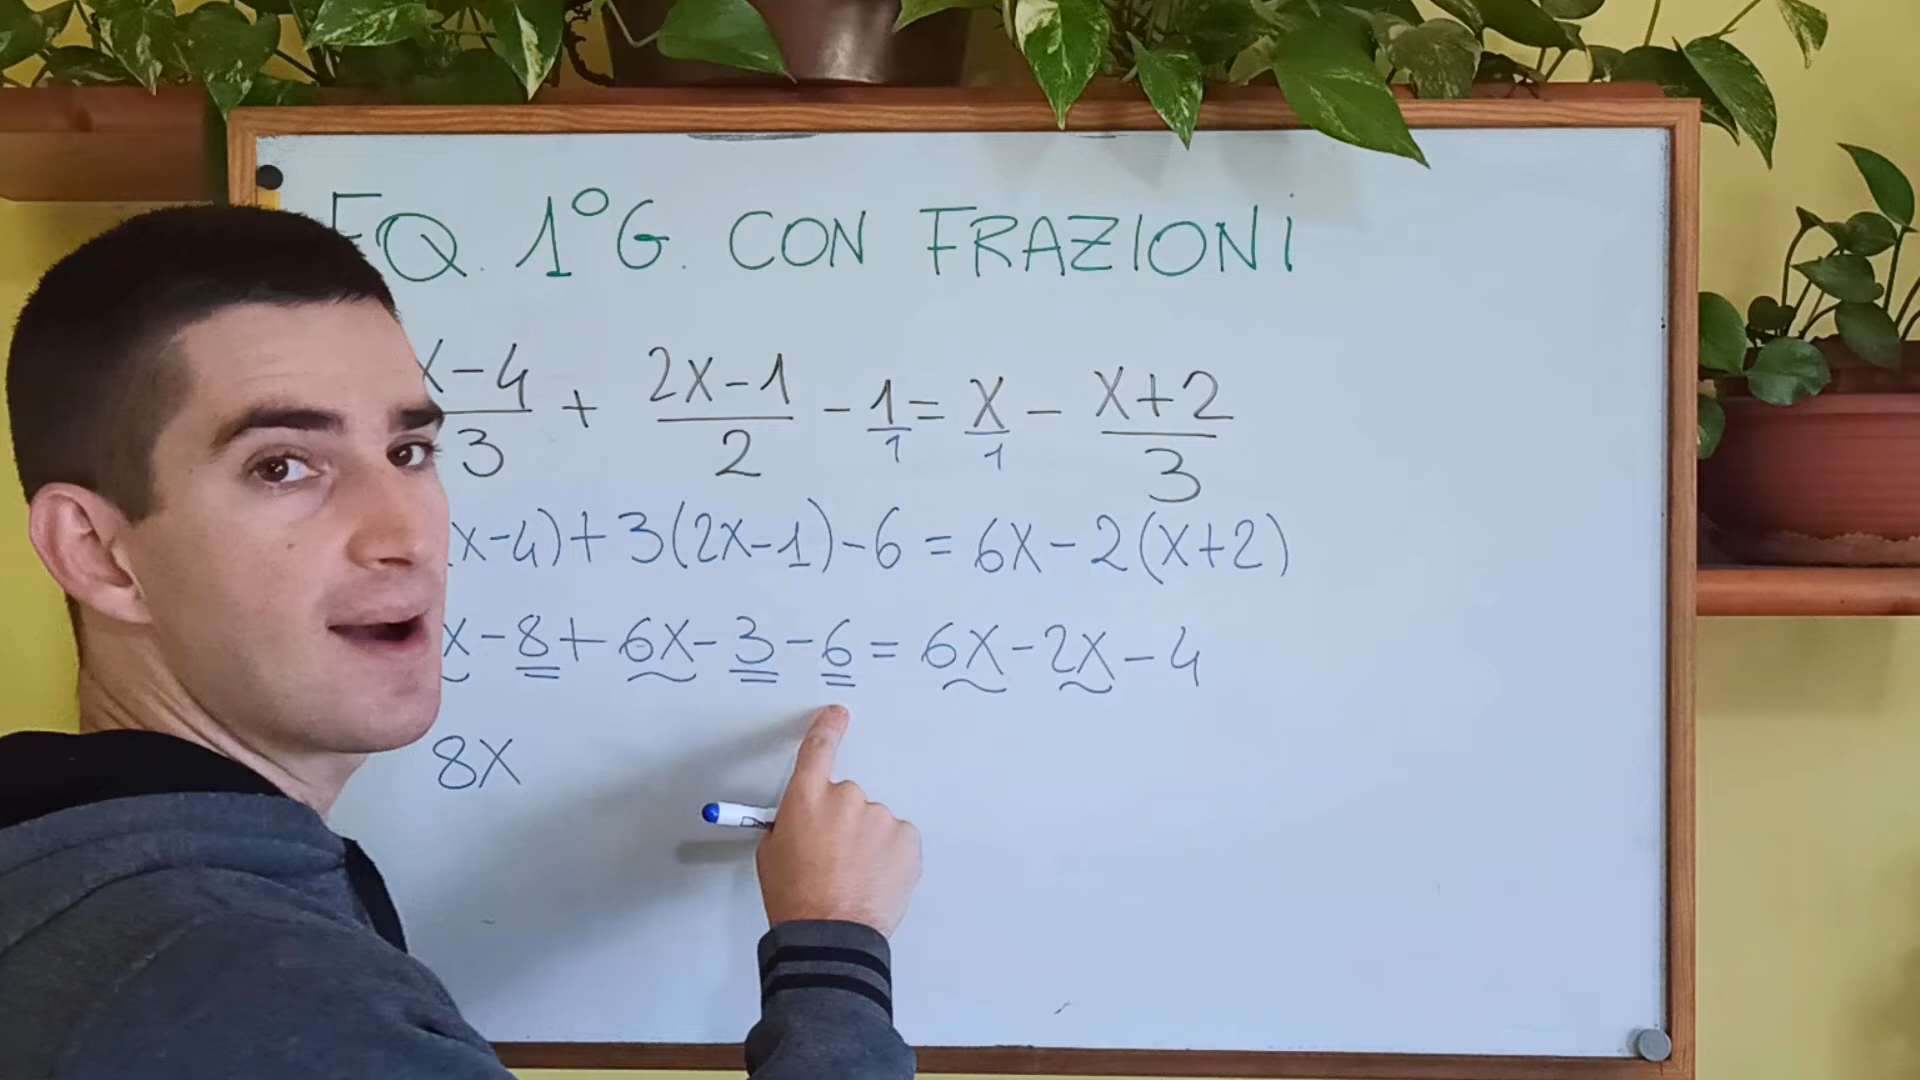 EQ. 1°G. CON FRAZIONI
x-4/3 + 2x-1/2 - 1/1 = x/1 - x+2/3
x-4)+3(2x-1)-6=6x-2(x+2)
x-8+6x-3-6=6x-2x-4
8x